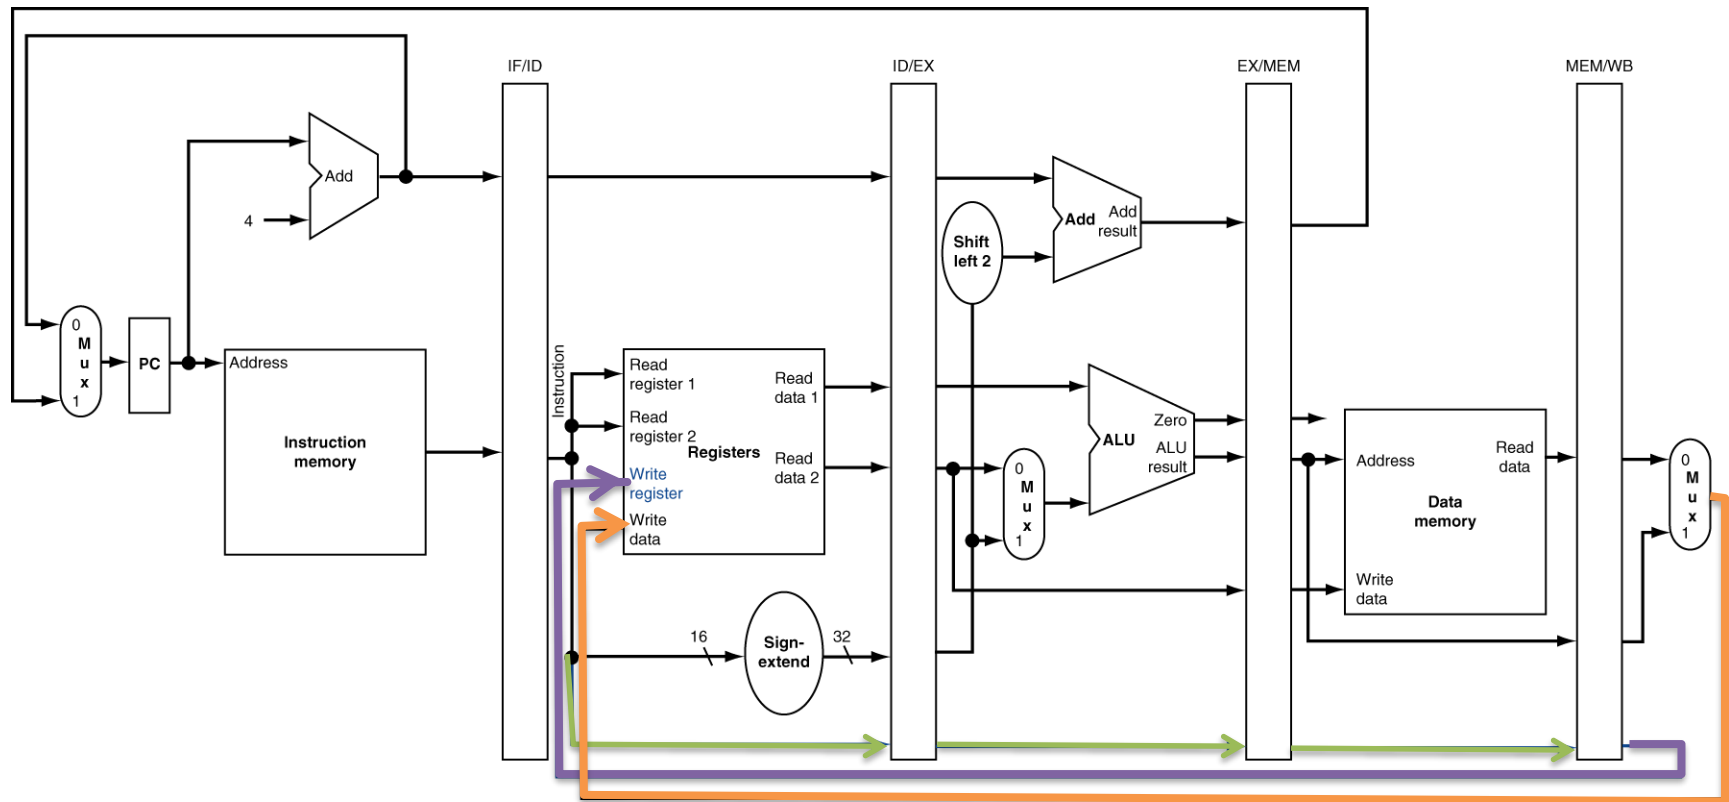 IF/ID
ID/EX
EX/MEM
MEM/WB
Add
4
Add
Add
result
Shift
left 2
0
M
u
x
1
PC
Address
Instruction
memory
Instruction
Read
register 1
Read
register 2
Write
register
Write
data
Registers
Read
data 1
Read
data 2
16
Sign-
extend
32
0
M
u
x
1
Zero
ALU
ALU
result
Address
Read
data
Data
memory
Write
data
0
M
u
x
1